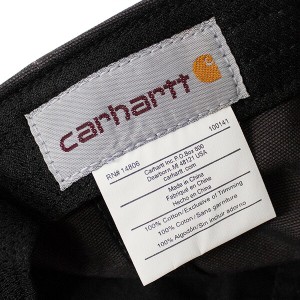 carhartt
RN# 14806 100141
Carhartt Inc P.O. Box 600
Dearborn, MI 48121 USA
www.carhartt.com
Made in China
Fabriqué en Chine
Hecho en China
100% Cotton/Exclusive of Trimming
100% Coton/Sans garniture
100% Algodón/Sin incluir adorno